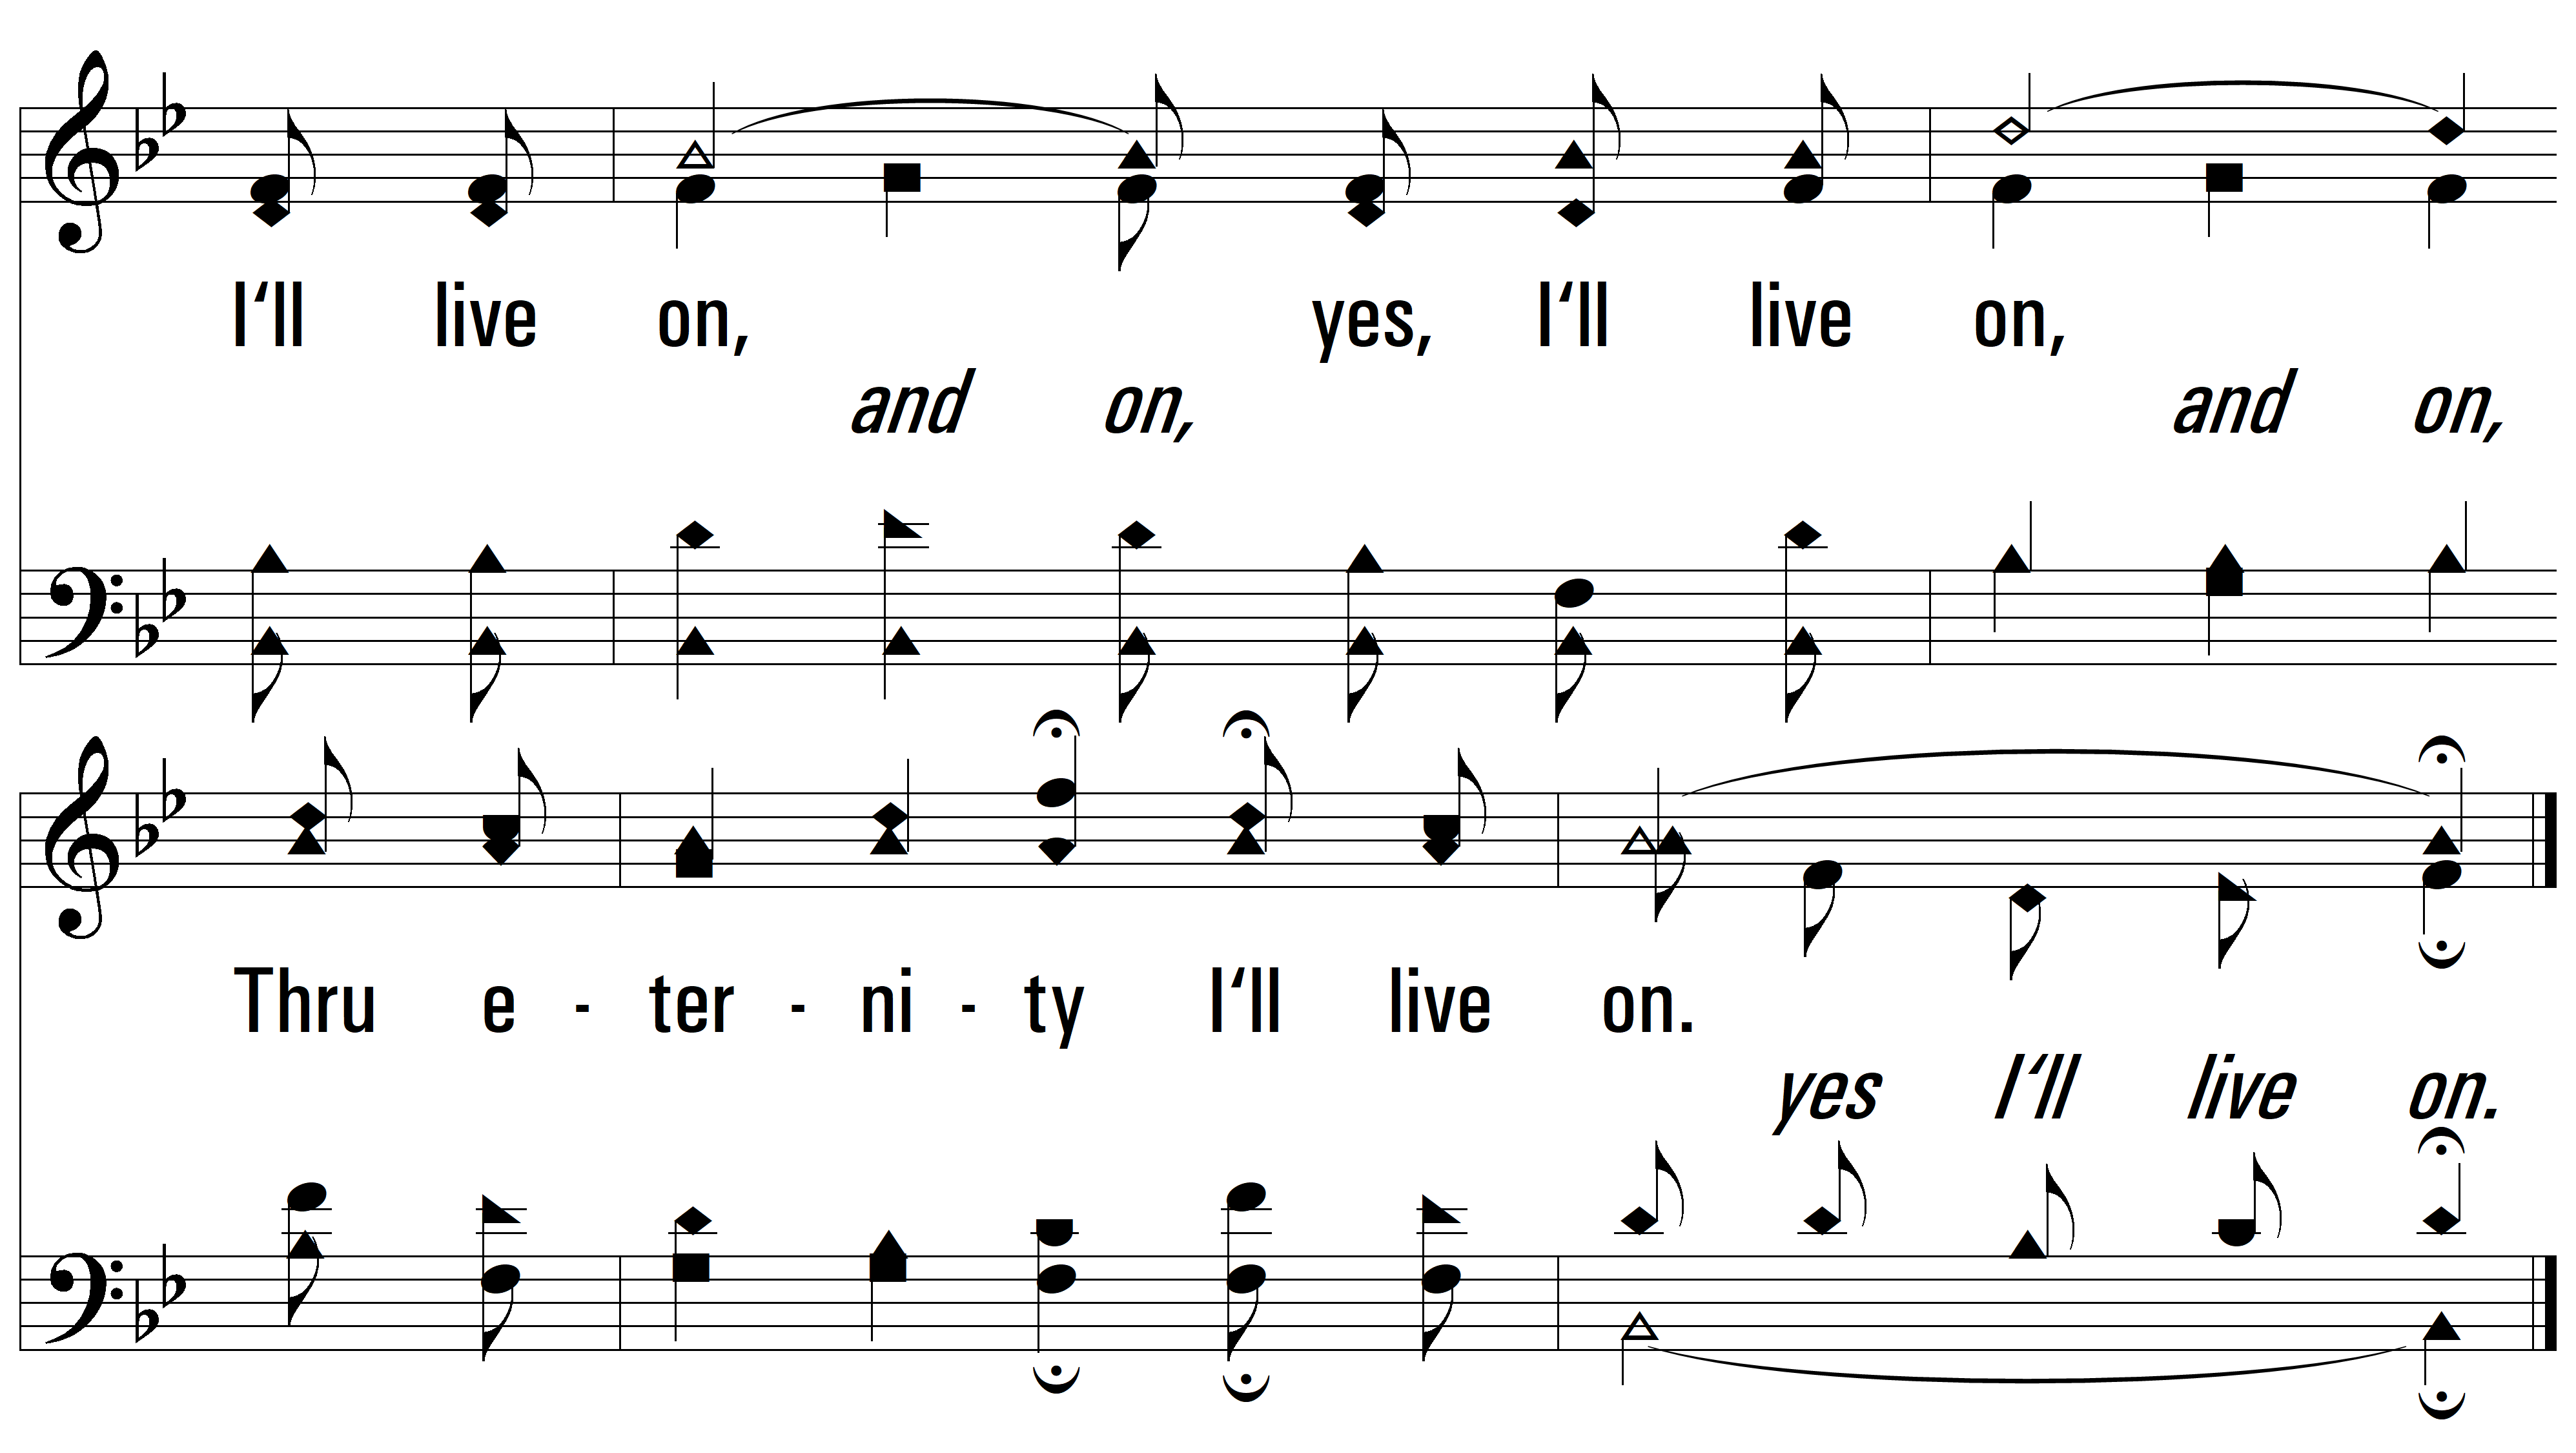 I‘ll live on, yes, I‘ll live on,
and on, and on,
Thru e - ter - ni - ty I‘ll live on.
yes I‘ll live on.